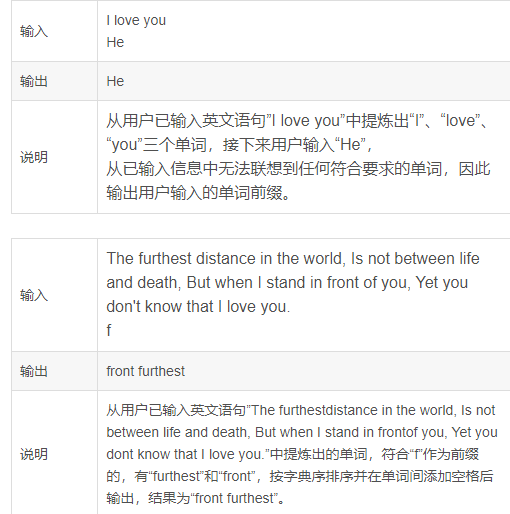 输入
I love you
He
输出
He
说明
从用户已输入英文语句”I love you”中提炼出“I”、“love”、
“you”三个单词，接下来用户输入“He”，
从已输入信息中无法联想到任何符合要求的单词，因此
输出用户输入的单词前缀。
输入
The furthest distance in the world, Is not between life
and death, But when I stand in front of you, Yet you
don't know that I love you.
f
输出
front furthest
说明
从用户已输入英文语句”The furthestdistance in the world, Is not
between life and death, But when I stand in frontof you, Yet you
dont know that I love you.”中提炼出的单词，符合“f”作为前缀
的，有“furthest”和“front”，按字典序排序并在单词间添加空格后
输出，结果为“front furthest”。